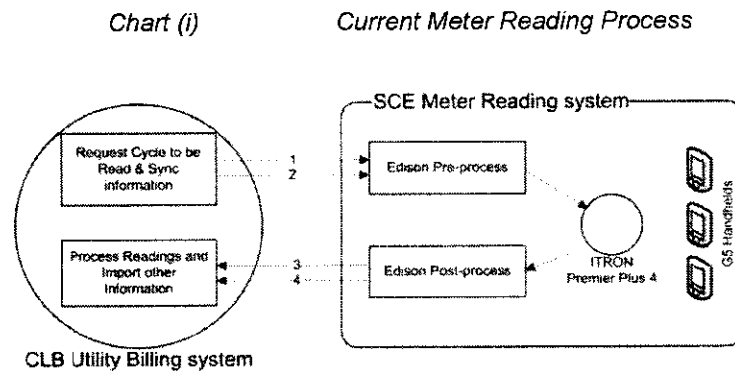 Chart (i)
Current Meter Reading Process
SCE Meter Reading system
Request Cycle to be
Read & Sync
information
1
2
Edison Pre-process
Process Readings and
Import other
Information
3
4
Edison Post-process
ITRON
Premier Plus 4
G5 Handhelds
CLB Utility Billing system